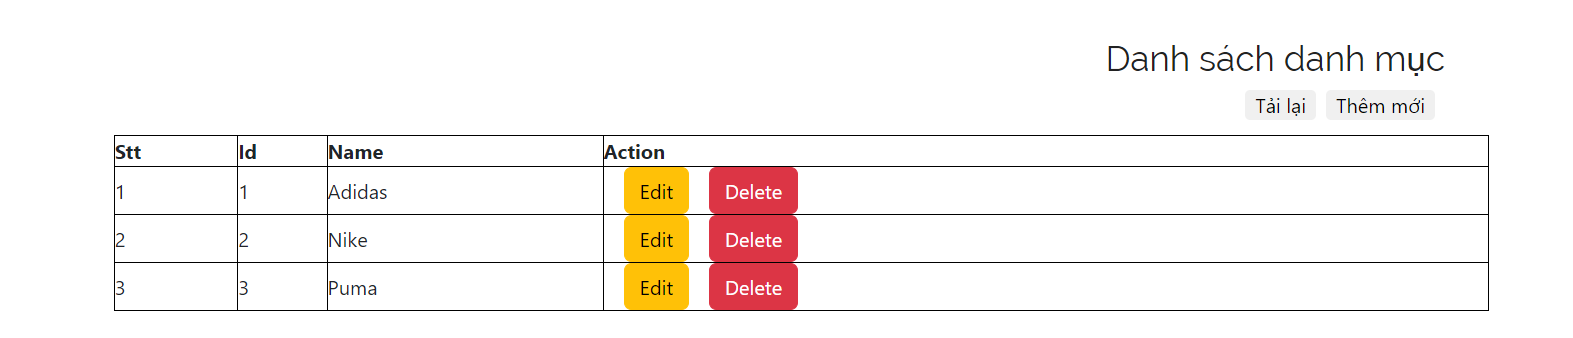 Danh sách danh mục
Tải lại Thêm mới
Stt Id Name Action
1 1 Adidas Edit Delete
2 2 Nike Edit Delete
3 3 Puma Edit Delete